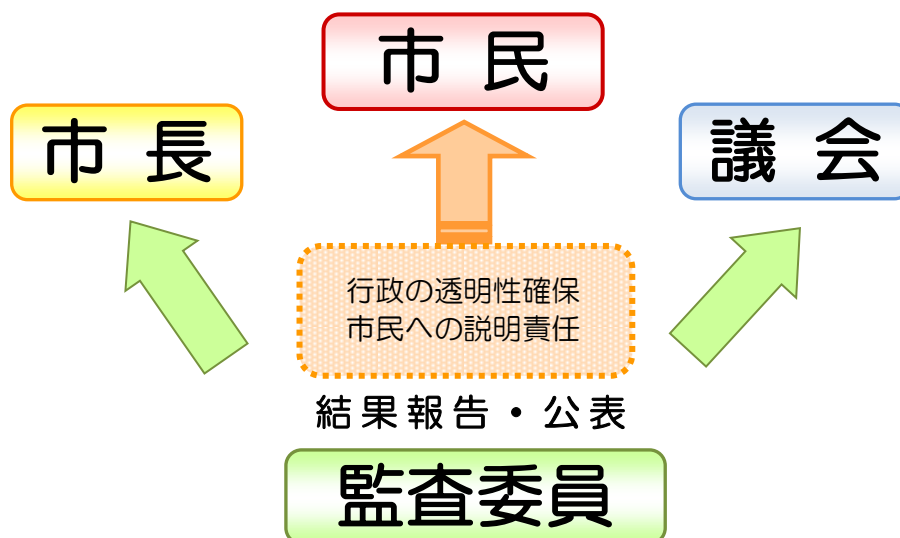 市民
市長
議会
行政の透明性確保
市民への説明責任
結果報告・公表
監査委員